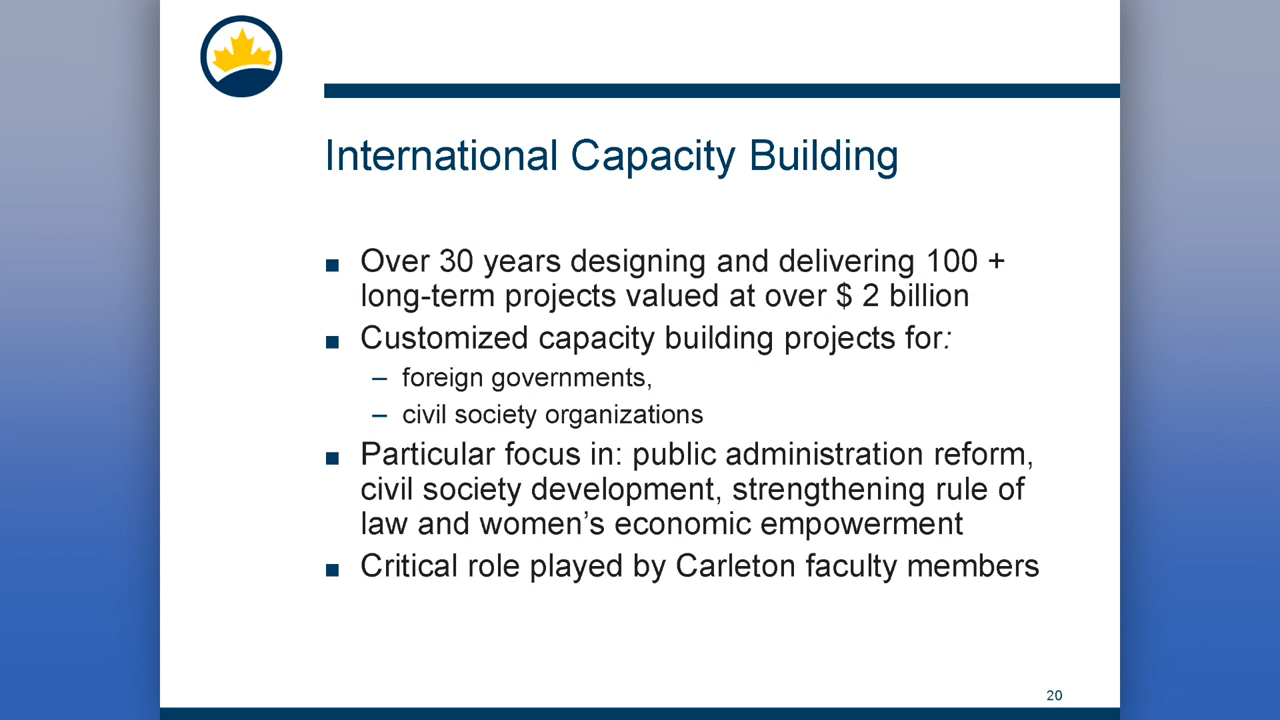 International Capacity Building
■ Over 30 years designing and delivering 100 +
long-term projects valued at over $ 2 billion
■ Customized capacity building projects for:
– foreign governments,
– civil society organizations
■ Particular focus in: public administration reform,
civil society development, strengthening rule of
law and women’s economic empowerment
■ Critical role played by Carleton faculty members
20